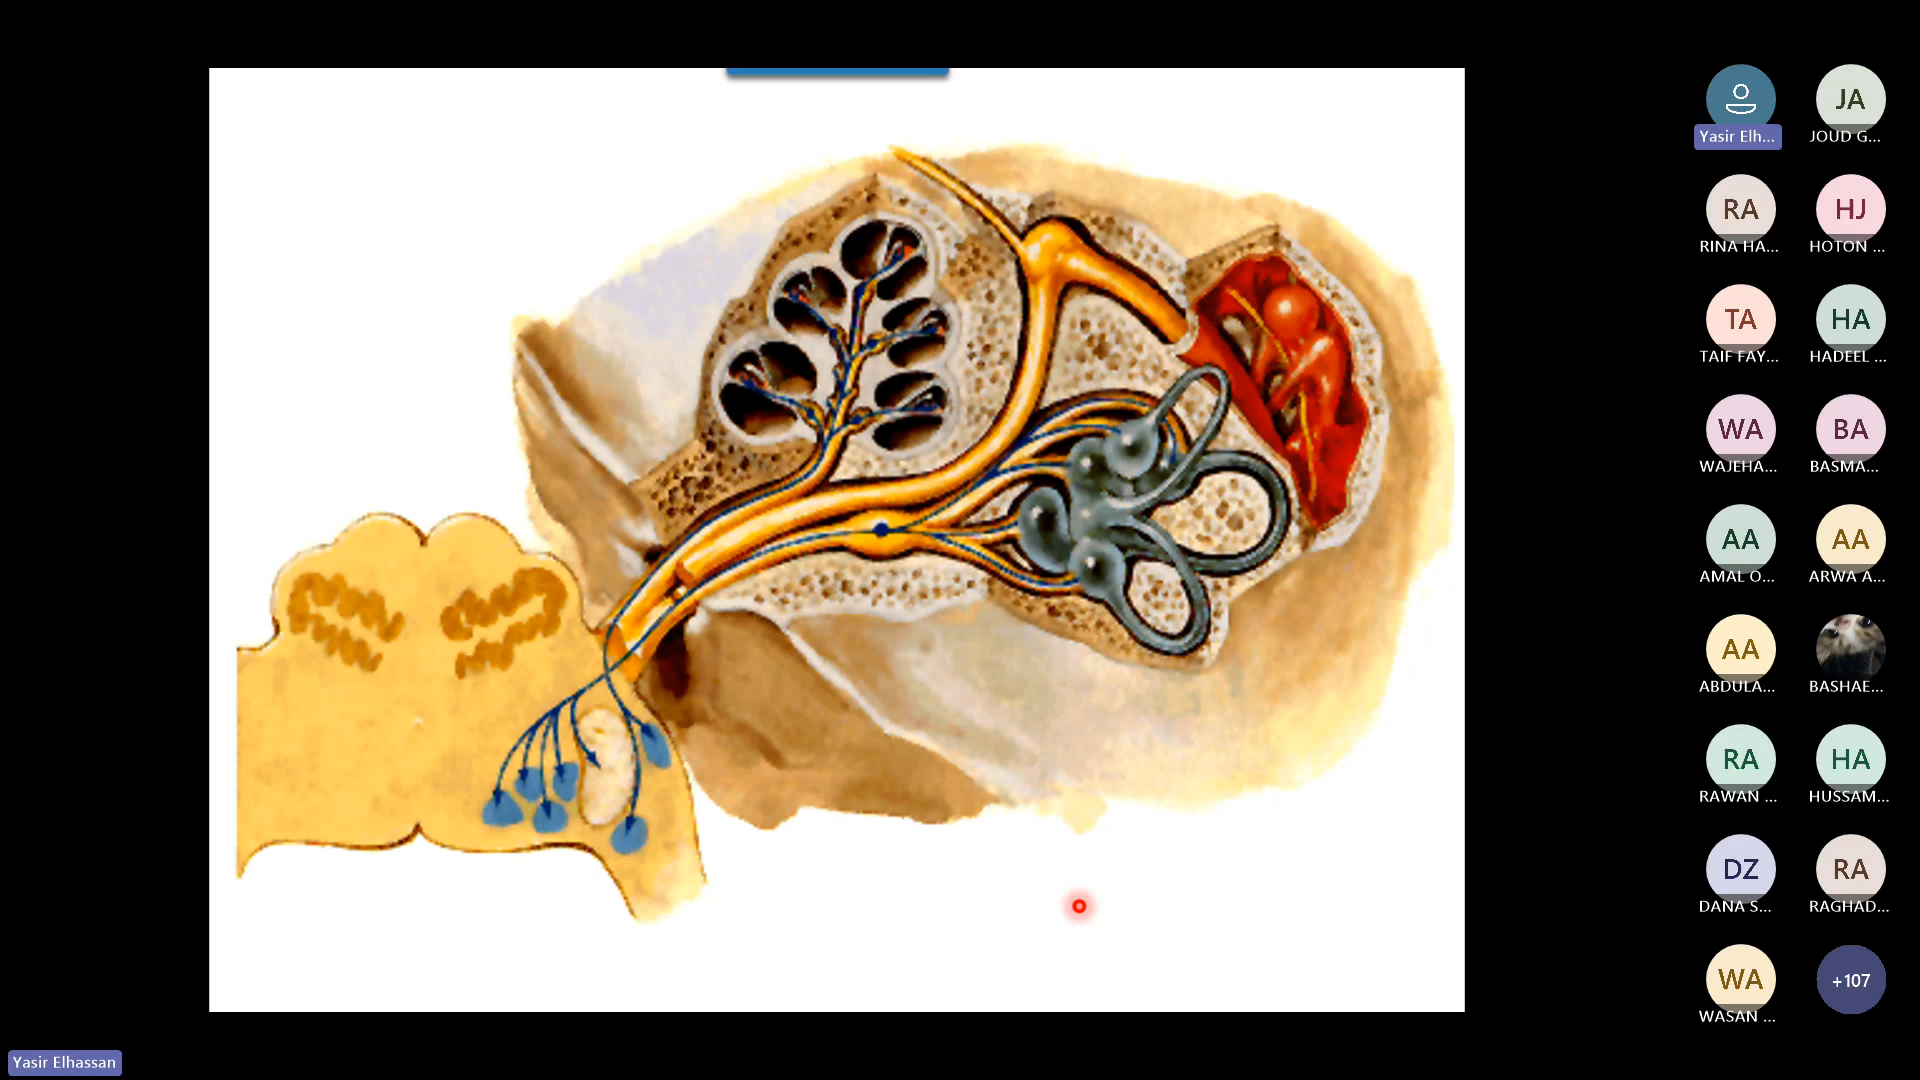 Yasir Elh...
JA
JOUD G...
RA
RINA HA...
HJ
HOTON ...
TA
TAIF FAY...
HA
HADEEL ...
WA
WAJEHA...
BA
BASMA...
AA
AMAL O...
AA
ARWA A...
AA
ABDULA...
BASHAE...
RA
RAWAN ...
HA
HUSSAM...
DZ
DANA S...
RA
RAGHAD...
WA
WASAN ...
+107
Yasir Elhassan